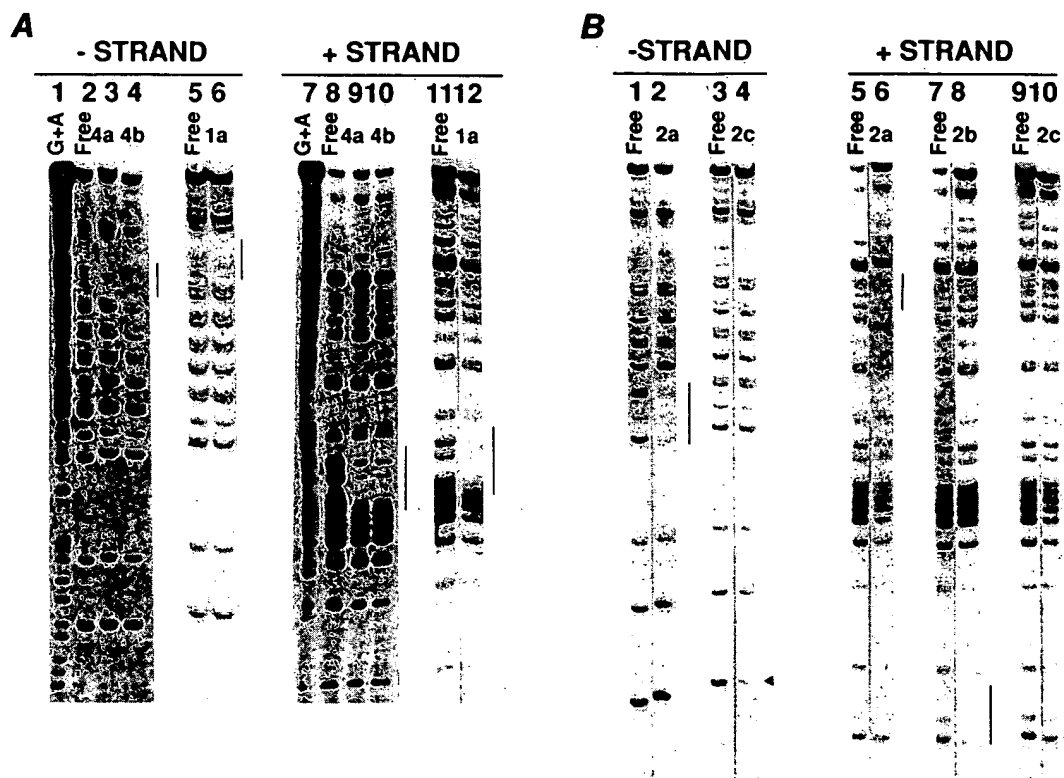 A
- STRAND
+ STRAND
1 2 3 4 5 6 7 8 9 10 11 12
G+A Free 4a 4b Free 1a G+A Free 4a 4b Free 1a
B
-STRAND
+ STRAND
1 2 3 4 5 6 7 8 9 10
Free 2a Free 2c Free 2a Free 2b Free 2c